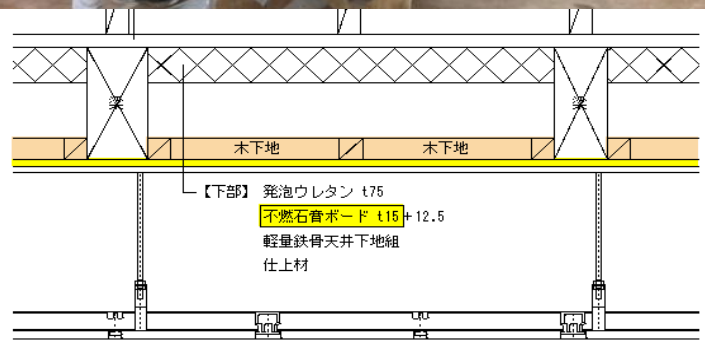 梁
梁
木下地
木下地
【下部】 発泡ウレタン t75
不燃石膏ボード t15+12.5
軽量鉄骨天井下地組
仕上材